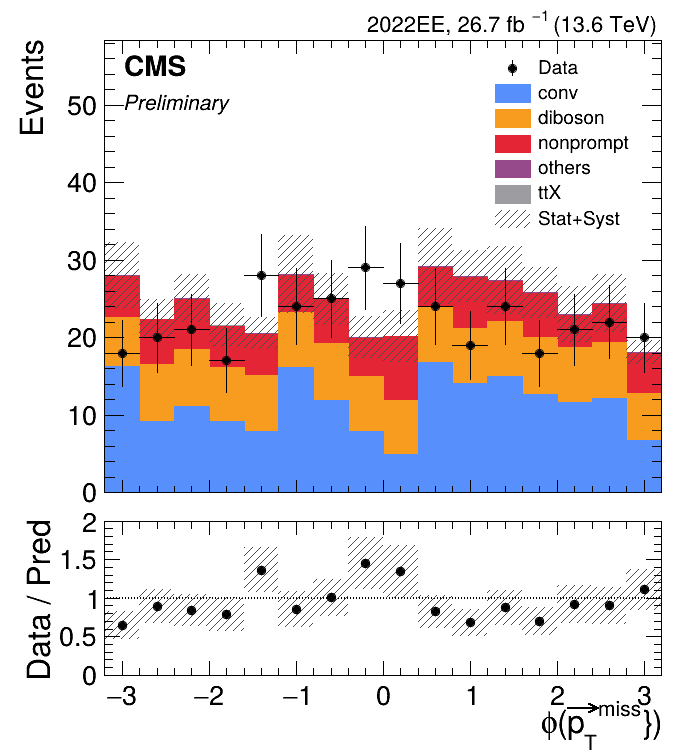 2022EE, 26.7 fb⁻¹ (13.6 TeV)
CMS
Preliminary
Data
conv
diboson
nonprompt
others
ttX
Stat+Syst
Events
50
40
30
20
10
0
Data / Pred
2
1.5
1
0.5
0
−3 −2 −1 0 1 2 3
ϕ(p⃗_T^miss})